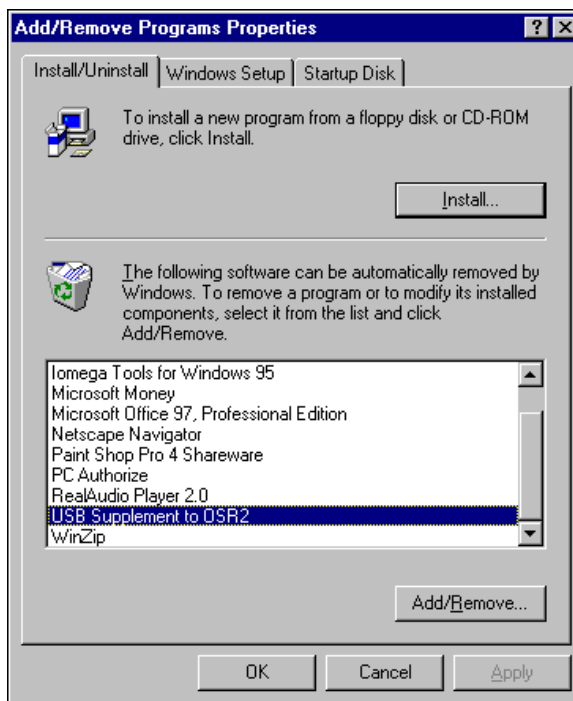 Add/Remove Programs Properties
Install/Uninstall
Windows Setup
Startup Disk
To install a new program from a floppy disk or CD-ROM
drive, click Install.
Install...
The following software can be automatically removed by
Windows. To remove a program or to modify its installed
components, select it from the list and click
Add/Remove.
Iomega Tools for Windows 95
Microsoft Money
Microsoft Office 97, Professional Edition
Netscape Navigator
Paint Shop Pro 4 Shareware
PC Authorize
RealAudio Player 2.0
USB Supplement to OSR2
WinZip
Add/Remove...
OK
Cancel
Apply